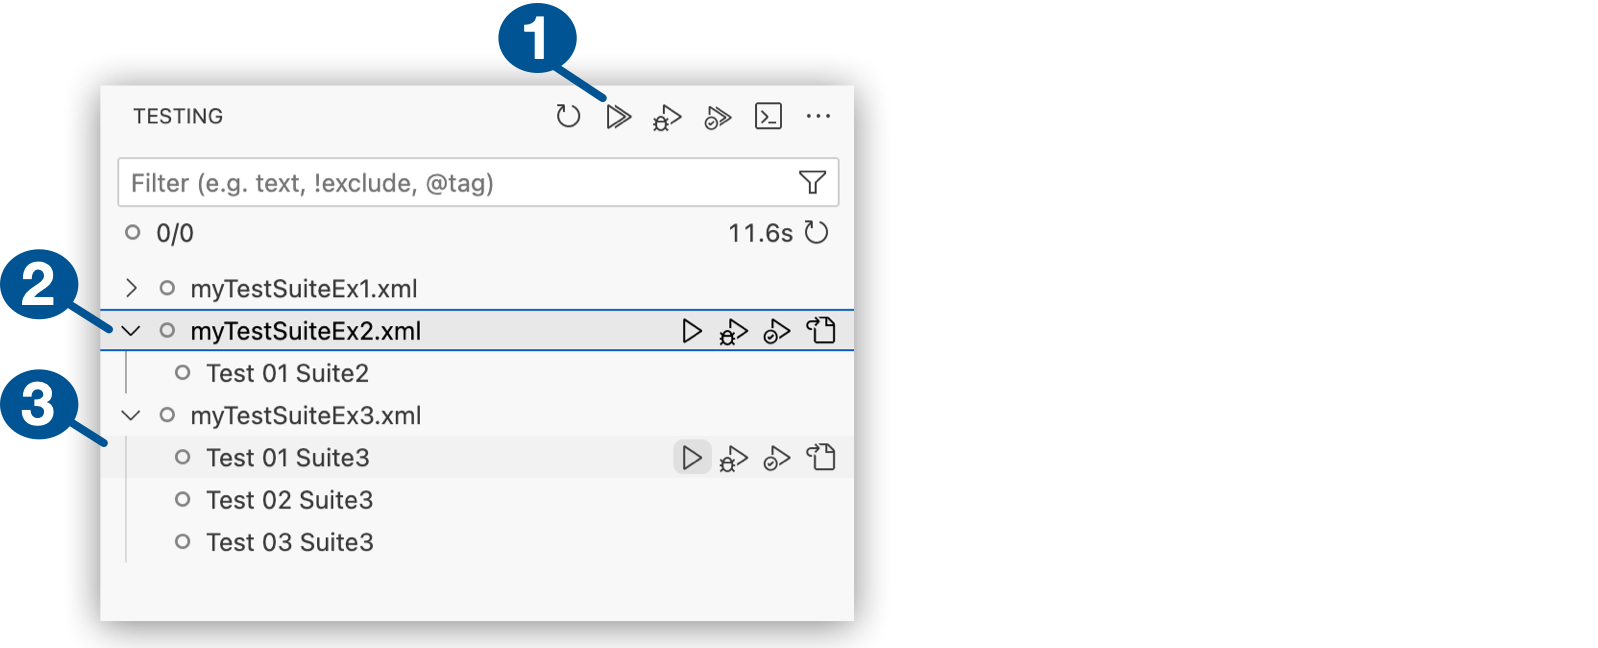 1
TESTING
Filter (e.g. text, !exclude, @tag)
0/0 11.6s
2
myTestSuiteEx1.xml
myTestSuiteEx2.xml
Test 01 Suite2
3
myTestSuiteEx3.xml
Test 01 Suite3
Test 02 Suite3
Test 03 Suite3